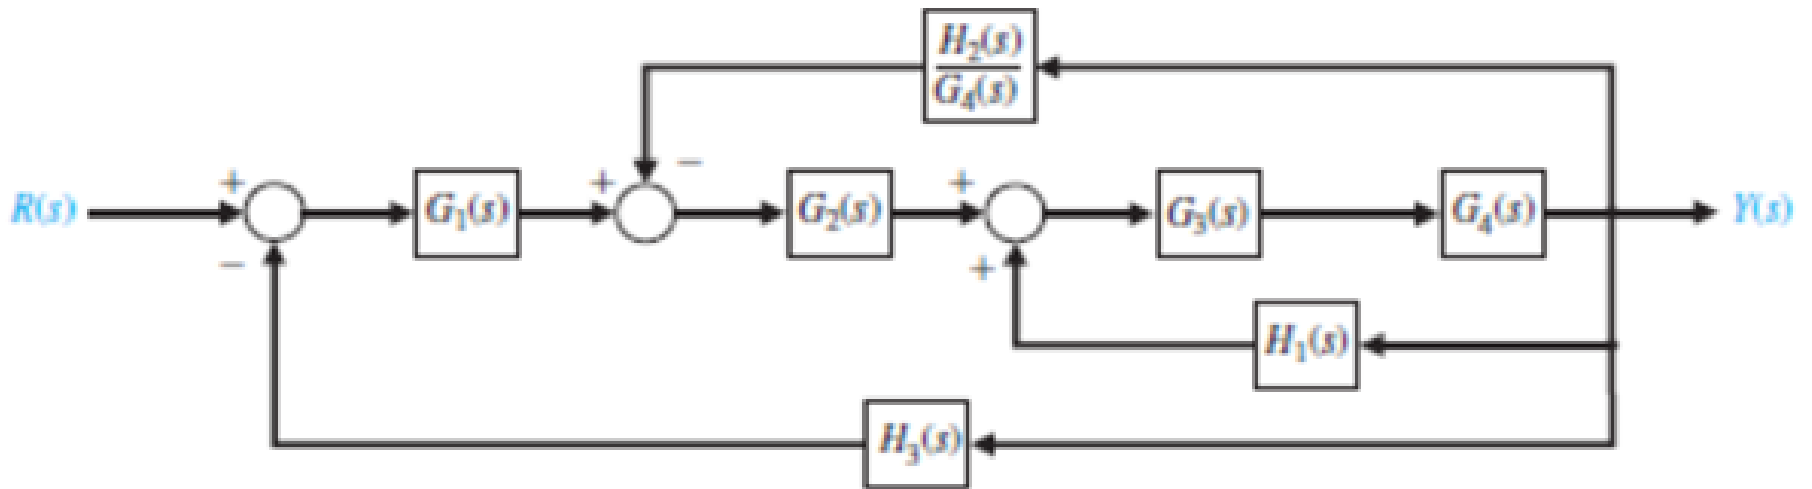 H₂(s)
G₄(s)
R(s) + − G₁(s) + − G₂(s) + + G₃(s) G₄(s) Y(s)
H₁(s)
H₃(s)